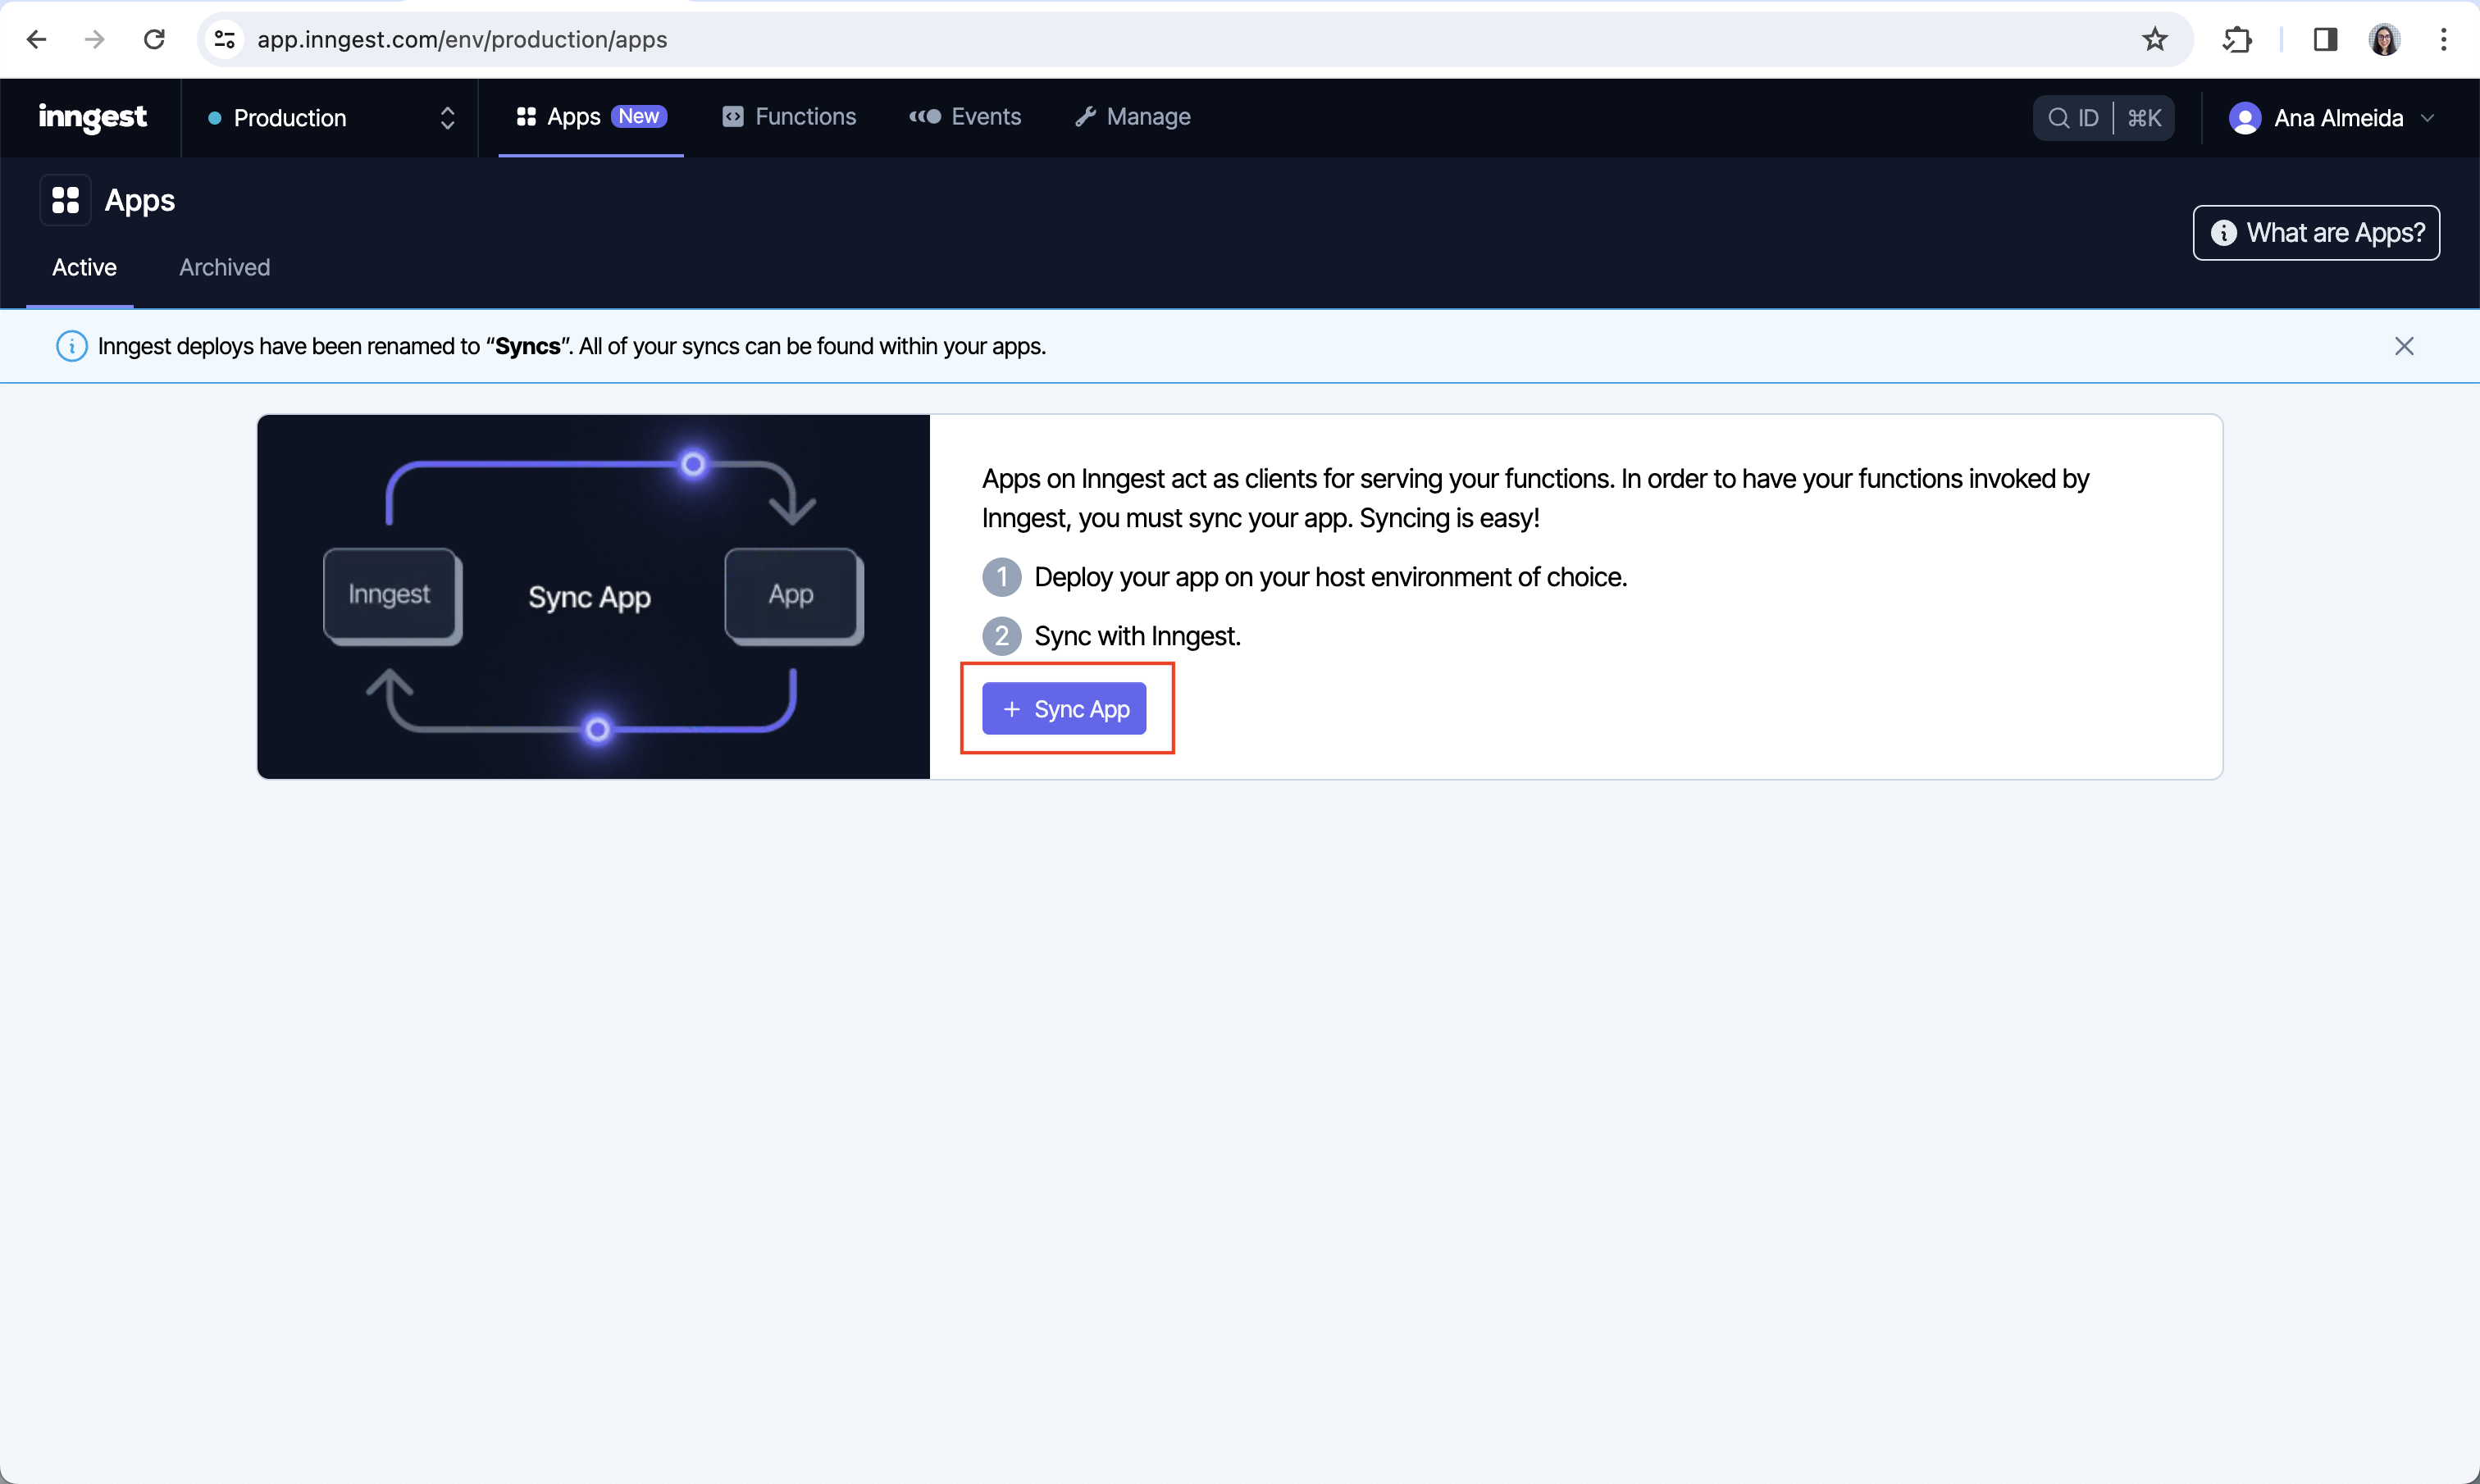 app.inngest.com/env/production/apps
inngest
Production
Apps New
Functions
Events
Manage
ID ⌘K
Ana Almeida
Apps
What are Apps?
Active
Archived
Inngest deploys have been renamed to “Syncs”. All of your syncs can be found within your apps.
Apps on Inngest act as clients for serving your functions. In order to have your functions invoked by
Inngest, you must sync your app. Syncing is easy!
1 Deploy your app on your host environment of choice.
2 Sync with Inngest.
+ Sync App
Inngest
Sync App
App